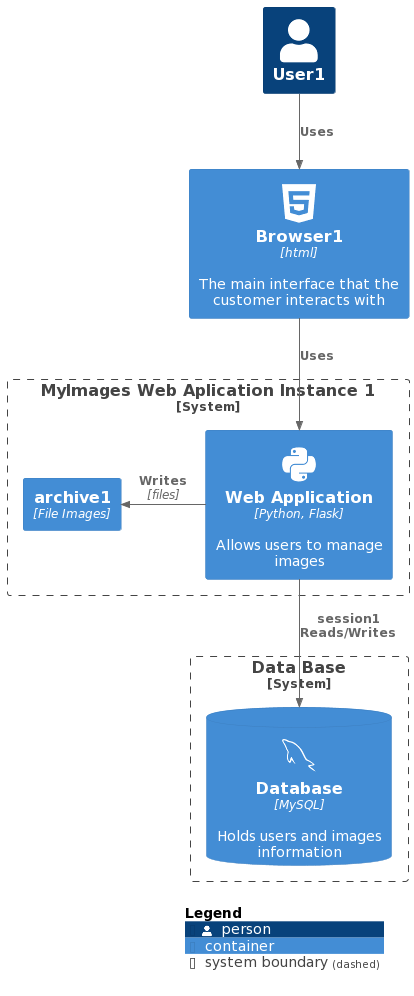 User1
Uses
Browser1
[html]
The main interface that the
customer interacts with
Uses
MyImages Web Aplication Instance 1
[System]
Web Application
[Python, Flask]
Allows users to manage
images
Writes
[files]
archive1
[File Images]
session1
Reads/Writes
Data Base
[System]
Database
[MySQL]
Holds users and images
information
Legend
person
container
system boundary (dashed)